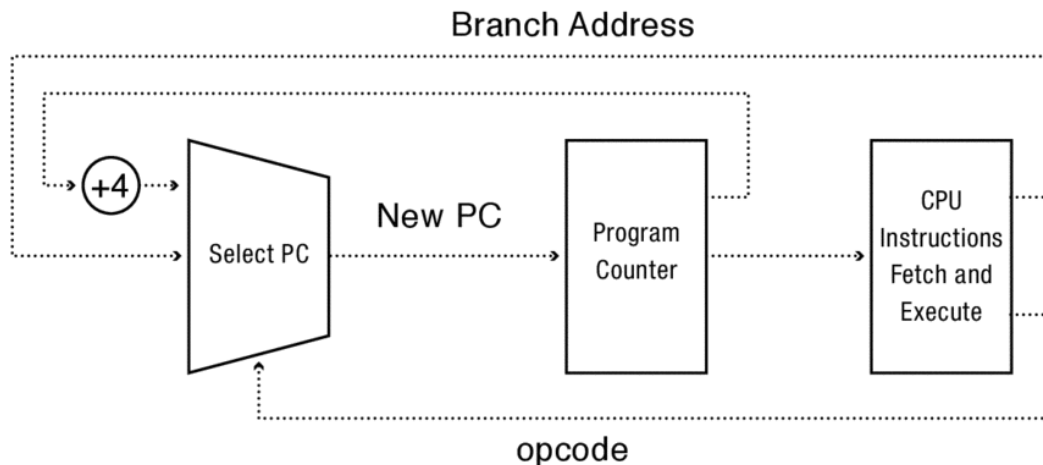 Branch Address
+4
Select PC
New PC
Program
Counter
CPU
Instructions
Fetch and
Execute
opcode